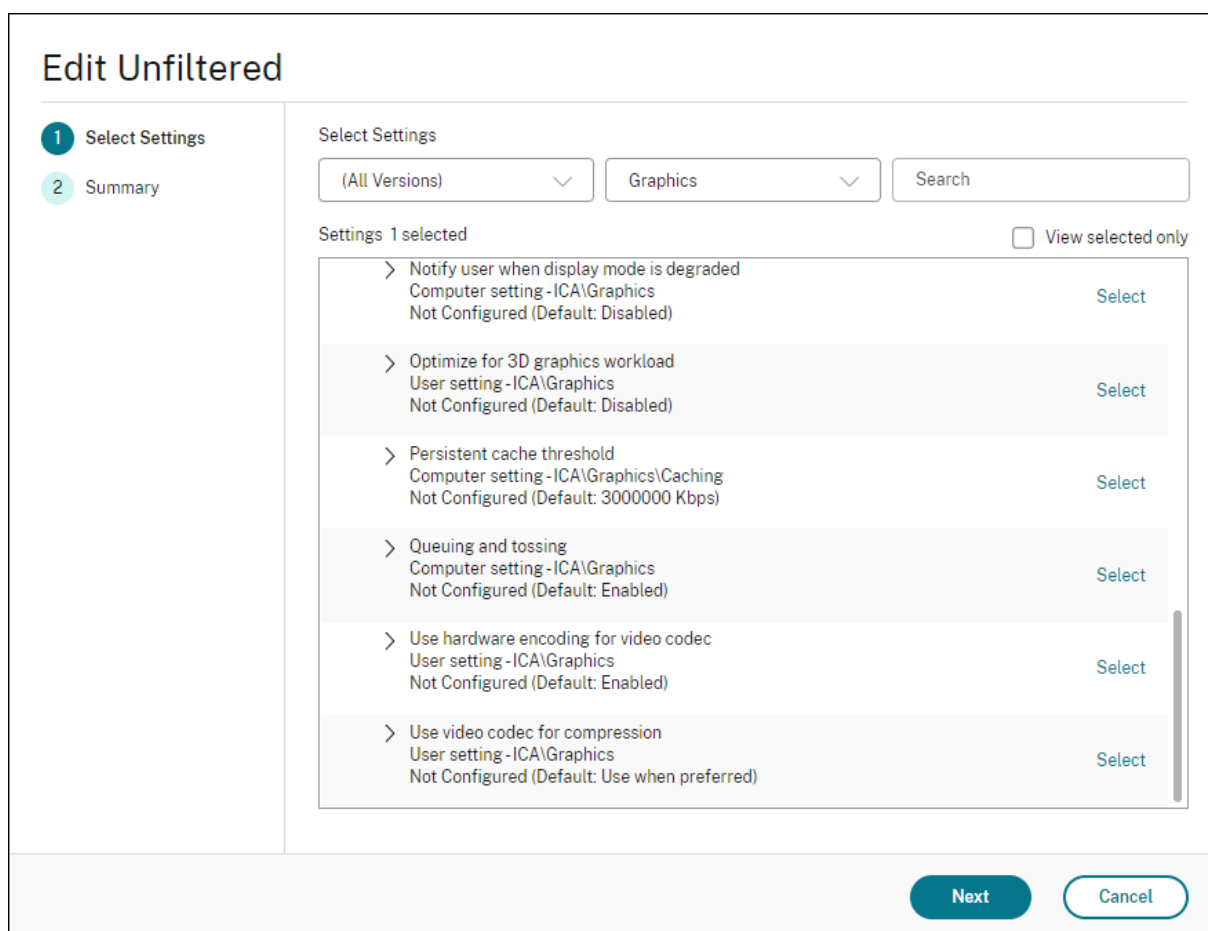 Edit Unfiltered
1 Select Settings
2 Summary
Select Settings
(All Versions) Graphics Search
Settings 1 selected View selected only
Notify user when display mode is degraded
Computer setting - ICA\Graphics
Not Configured (Default: Disabled)
Select
Optimize for 3D graphics workload
User setting - ICA\Graphics
Not Configured (Default: Disabled)
Select
Persistent cache threshold
Computer setting - ICA\Graphics\Caching
Not Configured (Default: 3000000 Kbps)
Select
Queuing and tossing
Computer setting - ICA\Graphics
Not Configured (Default: Enabled)
Select
Use hardware encoding for video codec
User setting - ICA\Graphics
Not Configured (Default: Enabled)
Select
Use video codec for compression
User setting - ICA\Graphics
Not Configured (Default: Use when preferred)
Select
Next Cancel